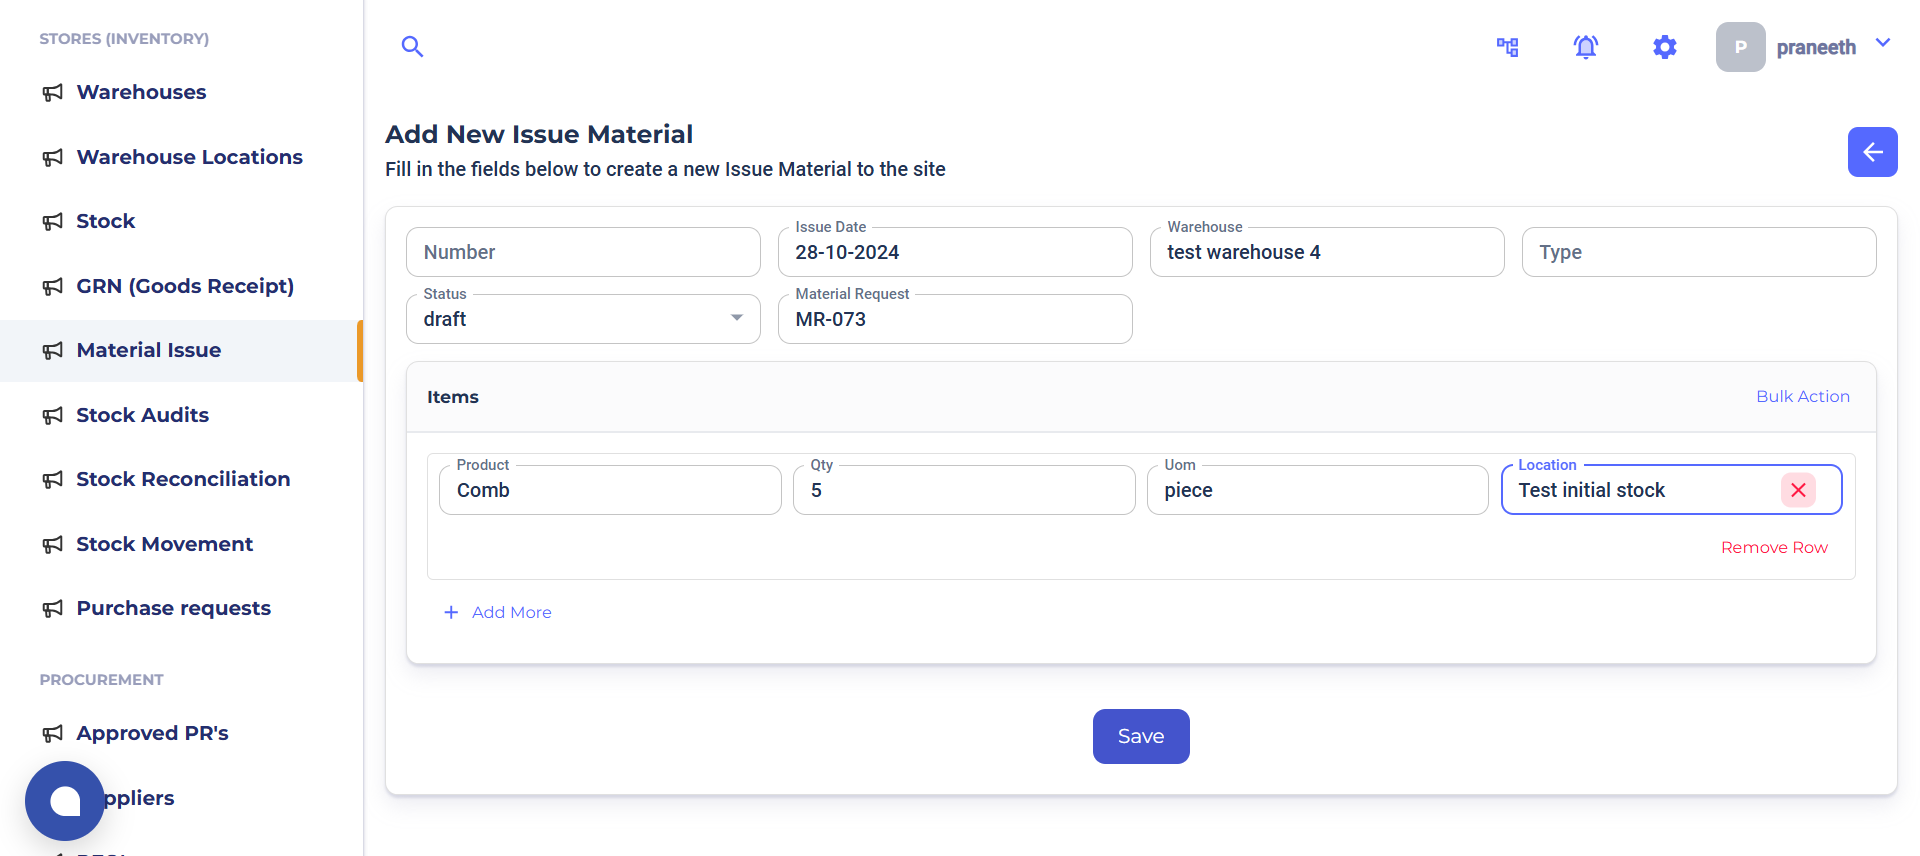 STORES (INVENTORY)
Warehouses
Warehouse Locations
Stock
GRN (Goods Receipt)
Material Issue
Stock Audits
Stock Reconciliation
Stock Movement
Purchase requests
PROCUREMENT
Approved PR's
ppliers
P
praneeth
Add New Issue Material
Fill in the fields below to create a new Issue Material to the site
Number
Issue Date
28-10-2024
Warehouse
test warehouse 4
Type
Status
draft
Material Request
MR-073
Items
Bulk Action
Product
Comb
Qty
5
Uom
piece
Location
Test initial stock
Remove Row
Add More
Save